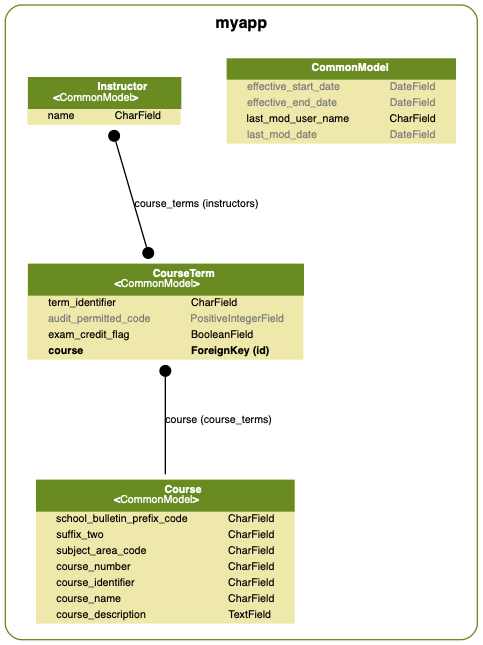 myapp
Instructor
<CommonModel>
name CharField
CommonModel
effective_start_date DateField
effective_end_date DateField
last_mod_user_name CharField
last_mod_date DateField
course_terms (instructors)
CourseTerm
<CommonModel>
term_identifier CharField
audit_permitted_code PositiveIntegerField
exam_credit_flag BooleanField
course ForeignKey (id)
course (course_terms)
Course
<CommonModel>
school_bulletin_prefix_code CharField
suffix_two CharField
subject_area_code CharField
course_number CharField
course_identifier CharField
course_name CharField
course_description TextField